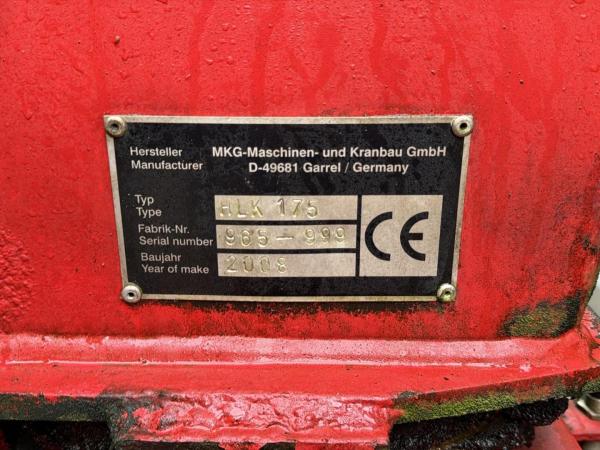 Hersteller
Manufacturer
MKG-Maschinen- und Kranbau GmbH
D-49681 Garrel / Germany
Typ
Type
HLK 175
Fabrik-Nr.
Serial number
965-999
Baujahr
Year of make
2008
CE